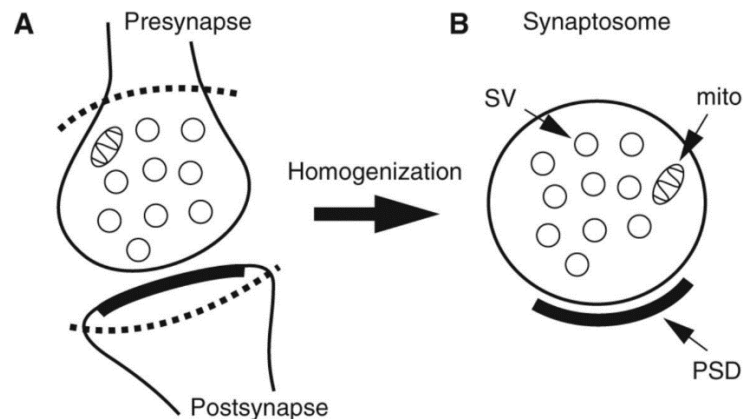 A
Presynapse
Homogenization
Postsynapse
B
Synaptosome
SV
mito
PSD